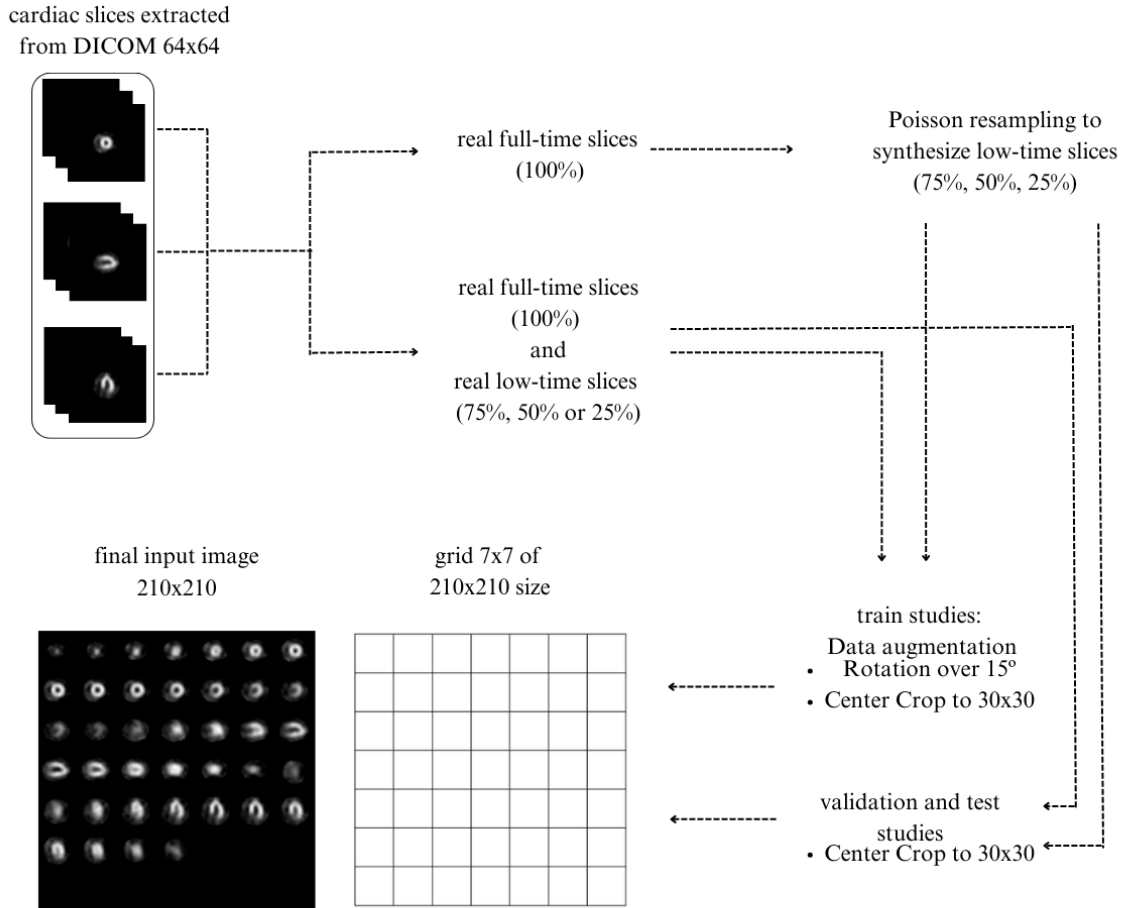 cardiac slices extracted
from DICOM 64x64
real full-time slices
(100%)
Poisson resampling to
synthesize low-time slices
(75%, 50%, 25%)
real full-time slices
(100%)
and
real low-time slices
(75%, 50% or 25%)
final input image
210x210
grid 7x7 of
210x210 size
train studies:
Data augmentation
• Rotation over 15º
• Center Crop to 30x30
validation and test
studies
• Center Crop to 30x30